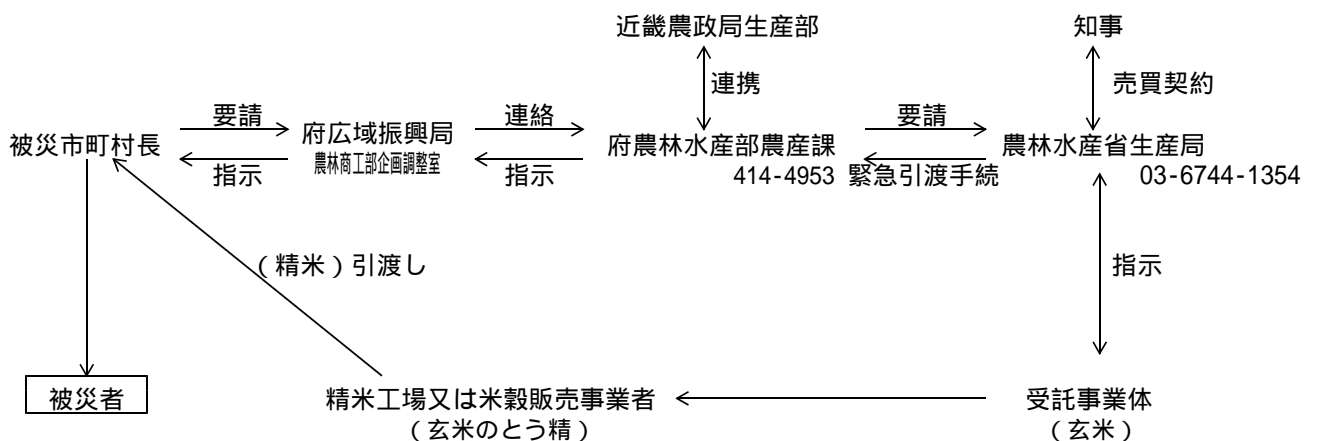 近畿農政局生産部
知事
連携
売買契約
要請
連絡
要請
被災市町村長
府広域振興局
農林商工部企画調整室
府農林水産部農産課
農林水産省生産局
指示
指示
414-4953
緊急引渡手続
03-6744-1354
（精米）引渡し
指示
被災者
精米工場又は米穀販売事業者
受託事業体
（玄米のとう精）
（玄米）